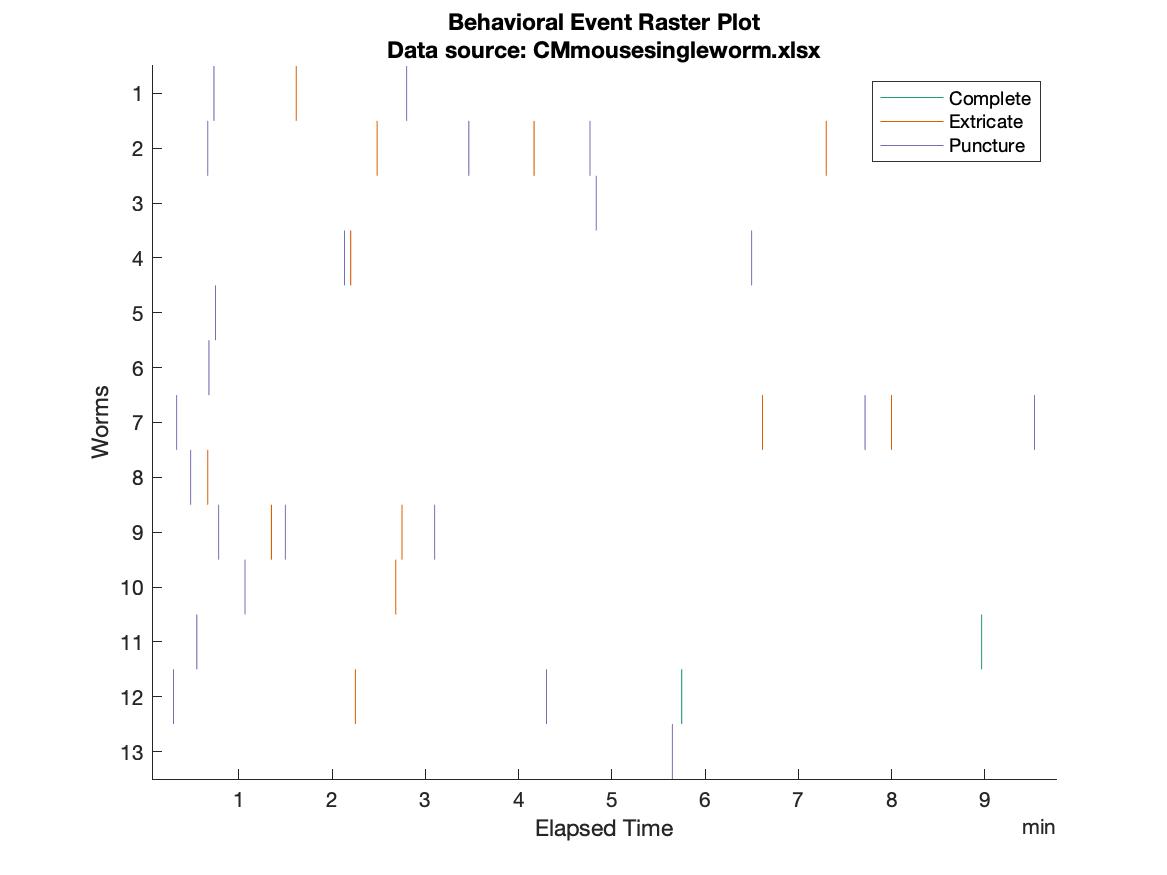 Behavioral Event Raster Plot
Data source: CMmousesingleworm.xlsx
Complete
Extricate
Puncture
Worms
1
2
3
4
5
6
7
8
9
10
11
12
13
1 2 3 4 5 6 7 8 9
Elapsed Time
min